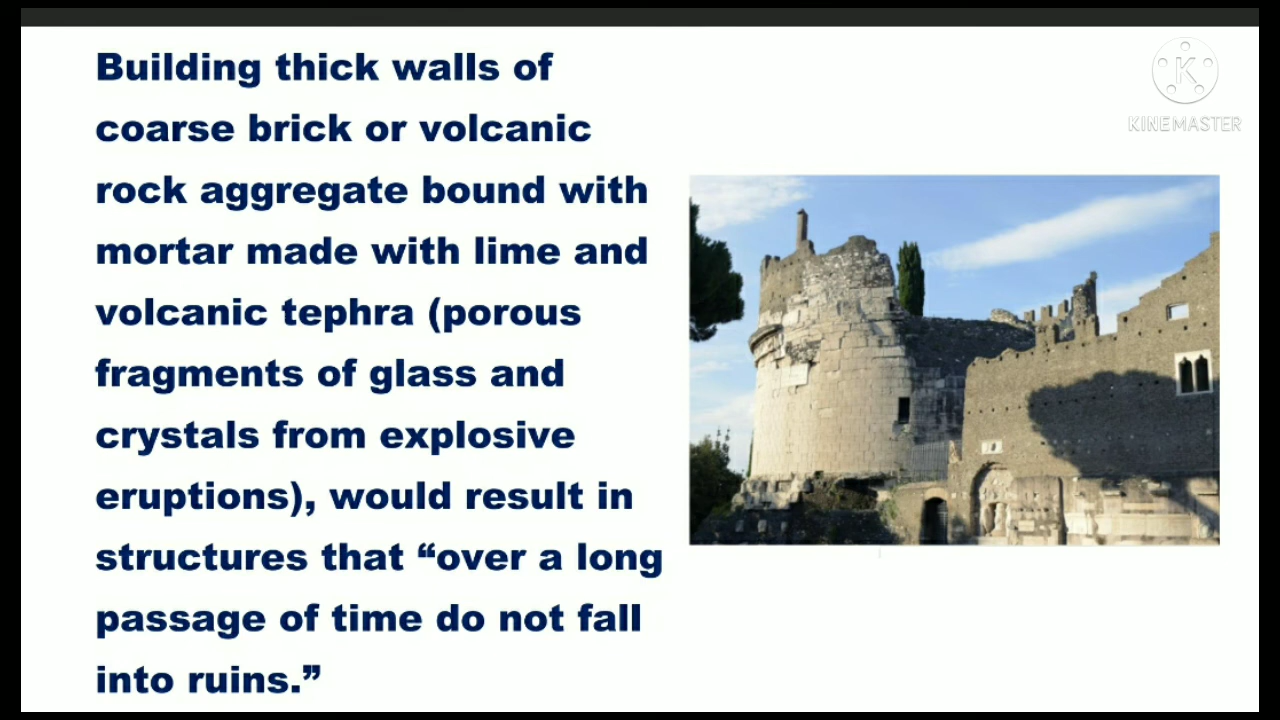 Building thick walls of
coarse brick or volcanic
rock aggregate bound with
mortar made with lime and
volcanic tephra (porous
fragments of glass and
crystals from explosive
eruptions), would result in
structures that “over a long
passage of time do not fall
into ruins.”
K
KINEMASTER